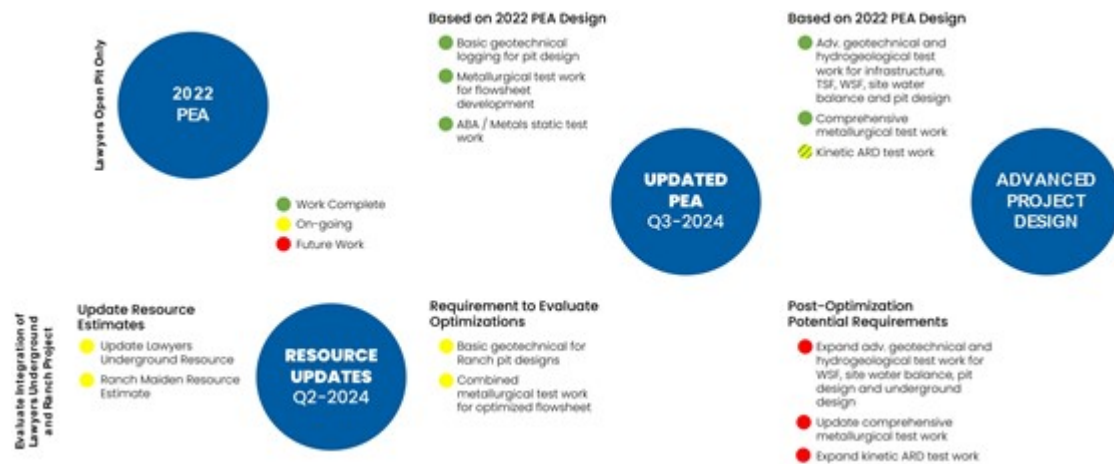 Lawyers Open Pit Only
2022
PEA
Based on 2022 PEA Design
Basic geotechnical
logging for pit design
Metallurgical test work
for flowsheet
development
ABA / Metals static test
work
Based on 2022 PEA Design
Adv. geotechnical and
hydrogeological test
work for infrastructure,
TSF, WSF, site water
balance and pit design
Comprehensive
metallurgical test work
Kinetic ARD test work
UPDATED
PEA
Q3-2024
ADVANCED
PROJECT
DESIGN
Work Complete
On-going
Future Work
Evaluate Integration of
Lawyers Underground
and Ranch Project
Update Resource
Estimates
Update Lawyers
Underground Resource
Ranch Maiden Resource
Estimate
RESOURCE
UPDATES
Q2-2024
Requirement to Evaluate
Optimizations
Basic geotechnical for
Ranch pit designs
Combined
metallurgical test work
for optimized flowsheet
Post-Optimization
Potential Requirements
Expand adv. geotechnical and
hydrogeological test work for
WSF, site water balance, pit
design and underground
design
Update comprehensive
metallurgical test work
Expand kinetic ARD test work